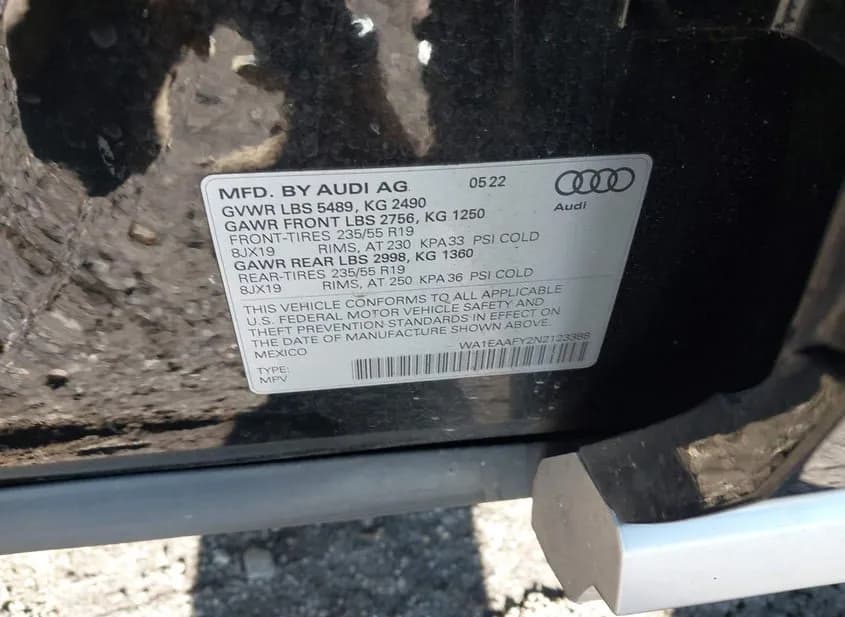 MFD. BY AUDI AG 05 22
Audi
GVWR LBS 5489, KG 2490
GAWR FRONT LBS 2756, KG 1250
FRONT-TIRES 235/55 R19
8JX19 RIMS, AT 230 KPA33 PSI COLD
GAWR REAR LBS 2998, KG 1360
REAR-TIRES 235/55 R19
8JX19 RIMS, AT 250 KPA36 PSI COLD
THIS VEHICLE CONFORMS TO ALL APPLICABLE
U.S. FEDERAL MOTOR VEHICLE SAFETY AND
THEFT PREVENTION STANDARDS IN EFFECT ON
THE DATE OF MANUFACTURE SHOWN ABOVE.
MEXICO WA1EAAFY2N2123388
TYPE:
MPV